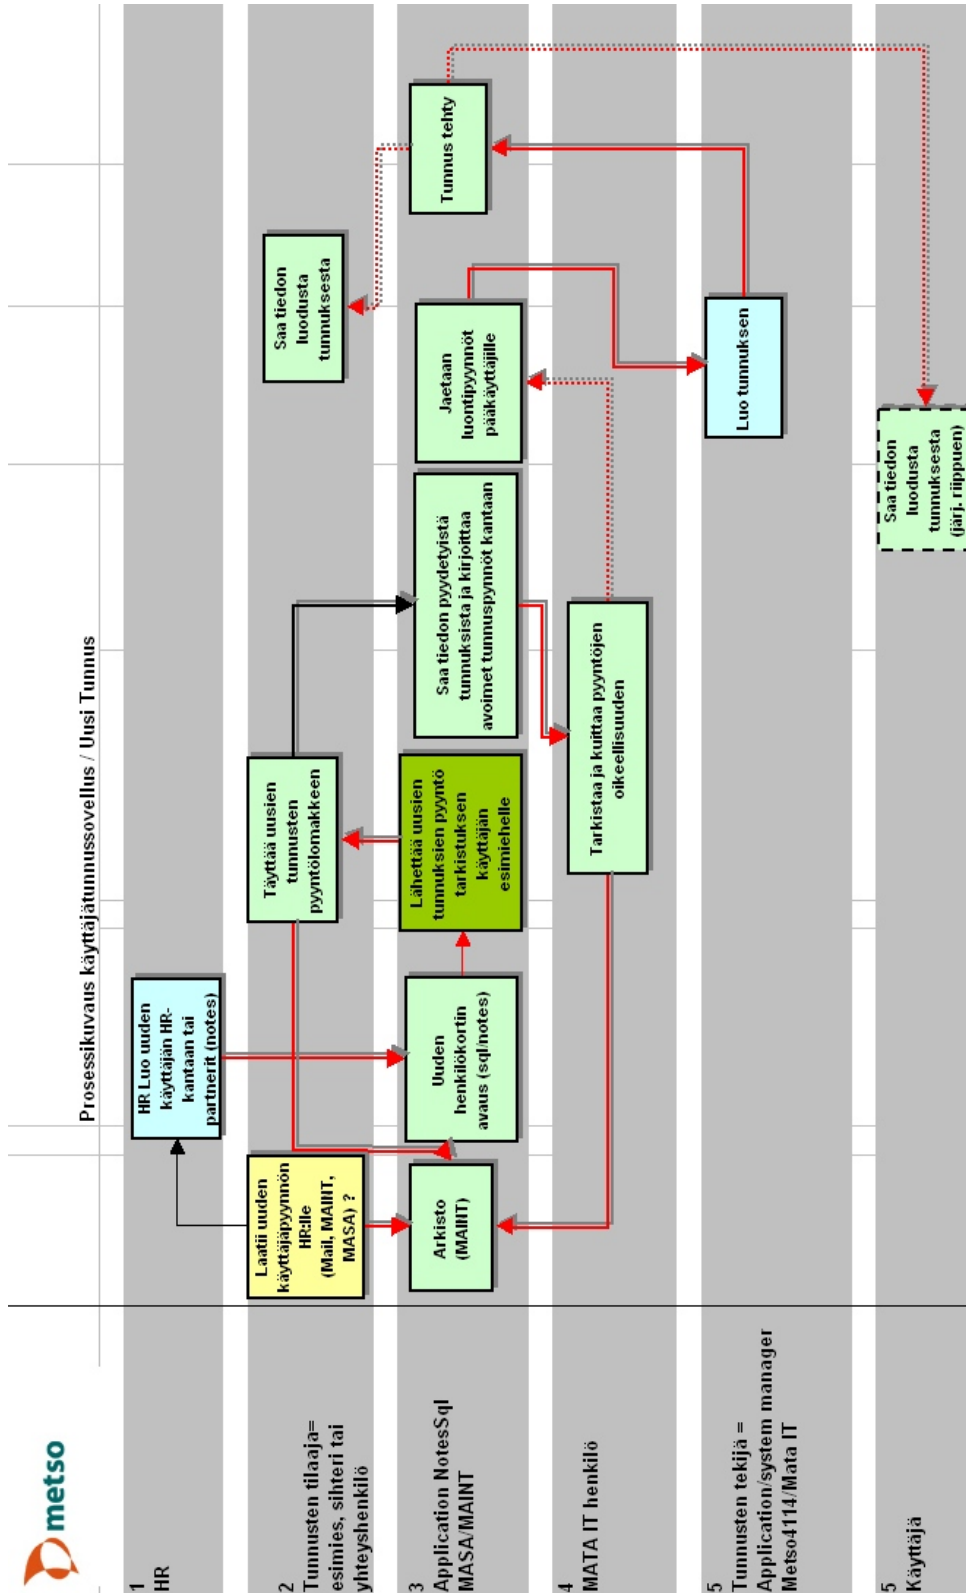 metso
Prosessikuvaus käyttäjätunnussovellus / Uusi Tunnus
1
HR
HR Luo uuden
käyttäjän HR-
kantaan tai
partnerit (notes)
2
Tunnusten tilaaja=
esimies, sihteri tai
yhteyshenkilö
Laatii uuden
käyttäjäpyynnön
HR:lle
(Mail, MAINT,
MASA) ?
Täyttää uusien
tunnusten
pyyntölomakkeen
Saa tiedon
luodusta
tunnuksesta
3
Application NotesSql
MASA/MAINT
Arkisto
(MAINT)
Uuden
henkilökortin
avaus (sql/notes)
Lähettää uusien
tunnuksien pyyntö
tarkistuksen
käyttäjän
esimiehelle
Saa tiedon pyydetyistä
tunnuksista ja kirjoittaa
avoimet tunnuspynnöt kantaan
Jaetaan
luontipyynnöt
pääkäyttäjille
Tunnus tehty
4
MATA IT henkilö
Tarkistaa ja kuittaa pyyntöjen
oikeellisuuden
5
Tunnusten tekijä =
Application/system manager
Metso4114/Mata IT
Luo tunnuksen
5
Käyttäjä
Saa tiedon
luodusta
tunnuksesta
(järj. riippuen)